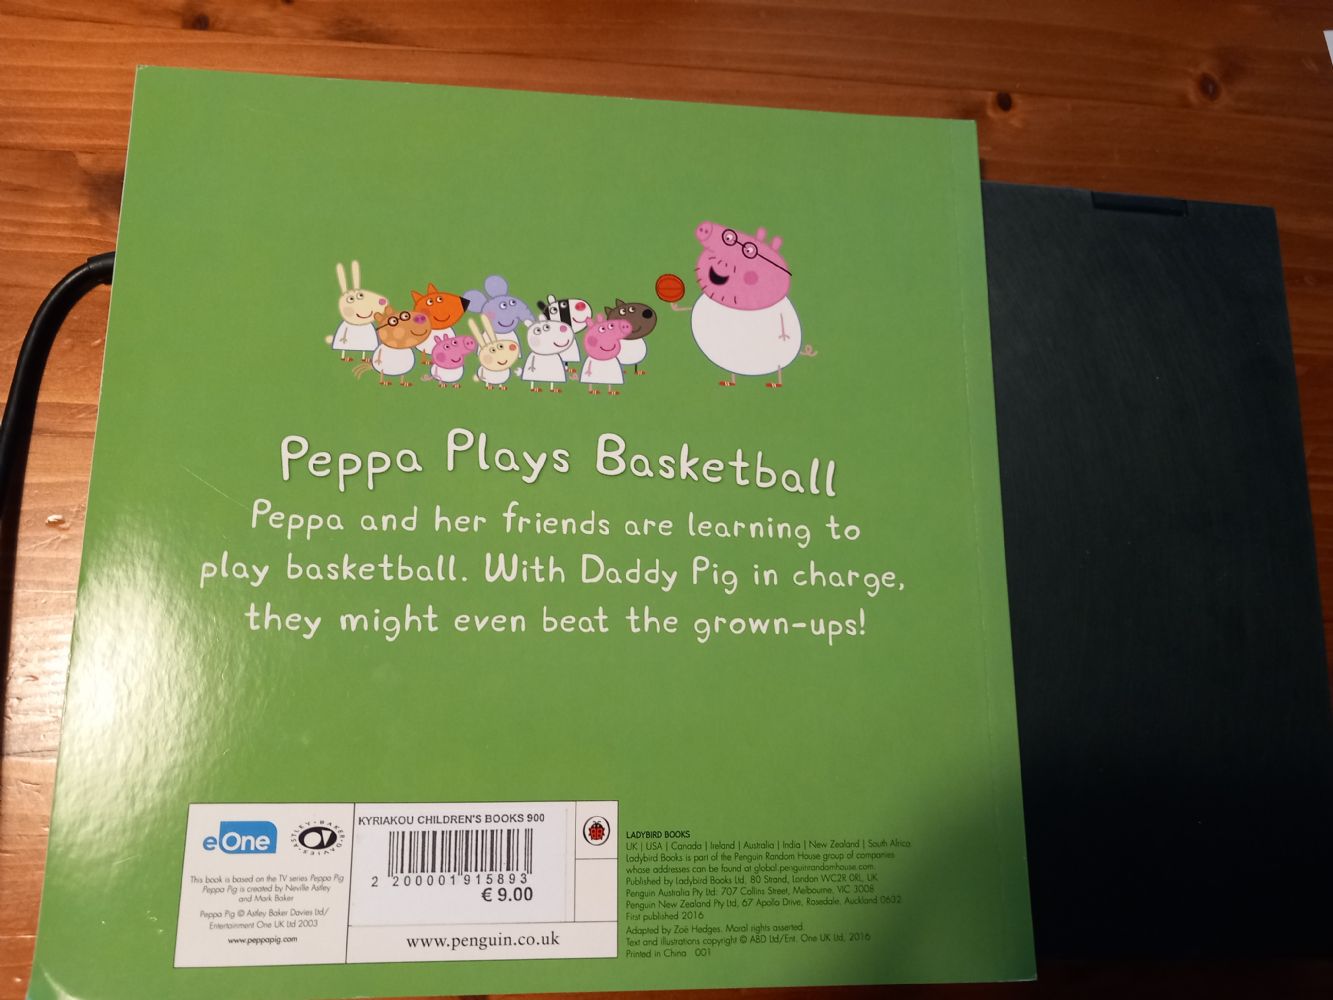 Peppa Plays Basketball
Peppa and her friends are learning to
play basketball. With Daddy Pig in charge,
they might even beat the grown-ups!
eOne
ASTLEY·BAKER·DAVIES
This book is based on the TV series Peppa Pig
Peppa Pig is created by Neville Astley
and Mark Baker
Peppa Pig © Astley Baker Davies Ltd/
Entertainment One UK Ltd 2003
www.peppapig.com
KYRIAKOU CHILDREN'S BOOKS 900
2 200001 915893
€ 9.00
www.penguin.co.uk
LADYBIRD BOOKS
UK | USA | Canada | Ireland | Australia | India | New Zealand | South Africa
Ladybird Books is part of the Penguin Random House group of companies
whose addresses can be found at global.penguinrandomhouse.com.
Published by Ladybird Books Ltd, 80 Strand, London WC2R 0RL, UK
Penguin Australia Pty Ltd: 707 Collins Street, Melbourne, VIC 3008
Penguin New Zealand Pty Ltd, 67 Apollo Drive, Rosedale, Auckland 0632
First published 2016
Adapted by Zoë Hedges. Moral rights asserted.
Text and illustrations copyright © ABD Ltd/Ent. One UK Ltd, 2016
Printed in China 001